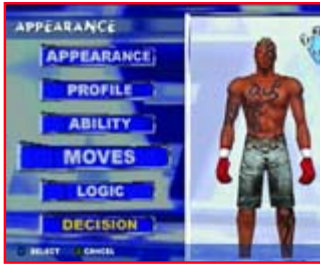 APPEARANCE
APPEARANCE
PROFILE
ABILITY
MOVES
LOGIC
DECISION
SELECT CANCEL